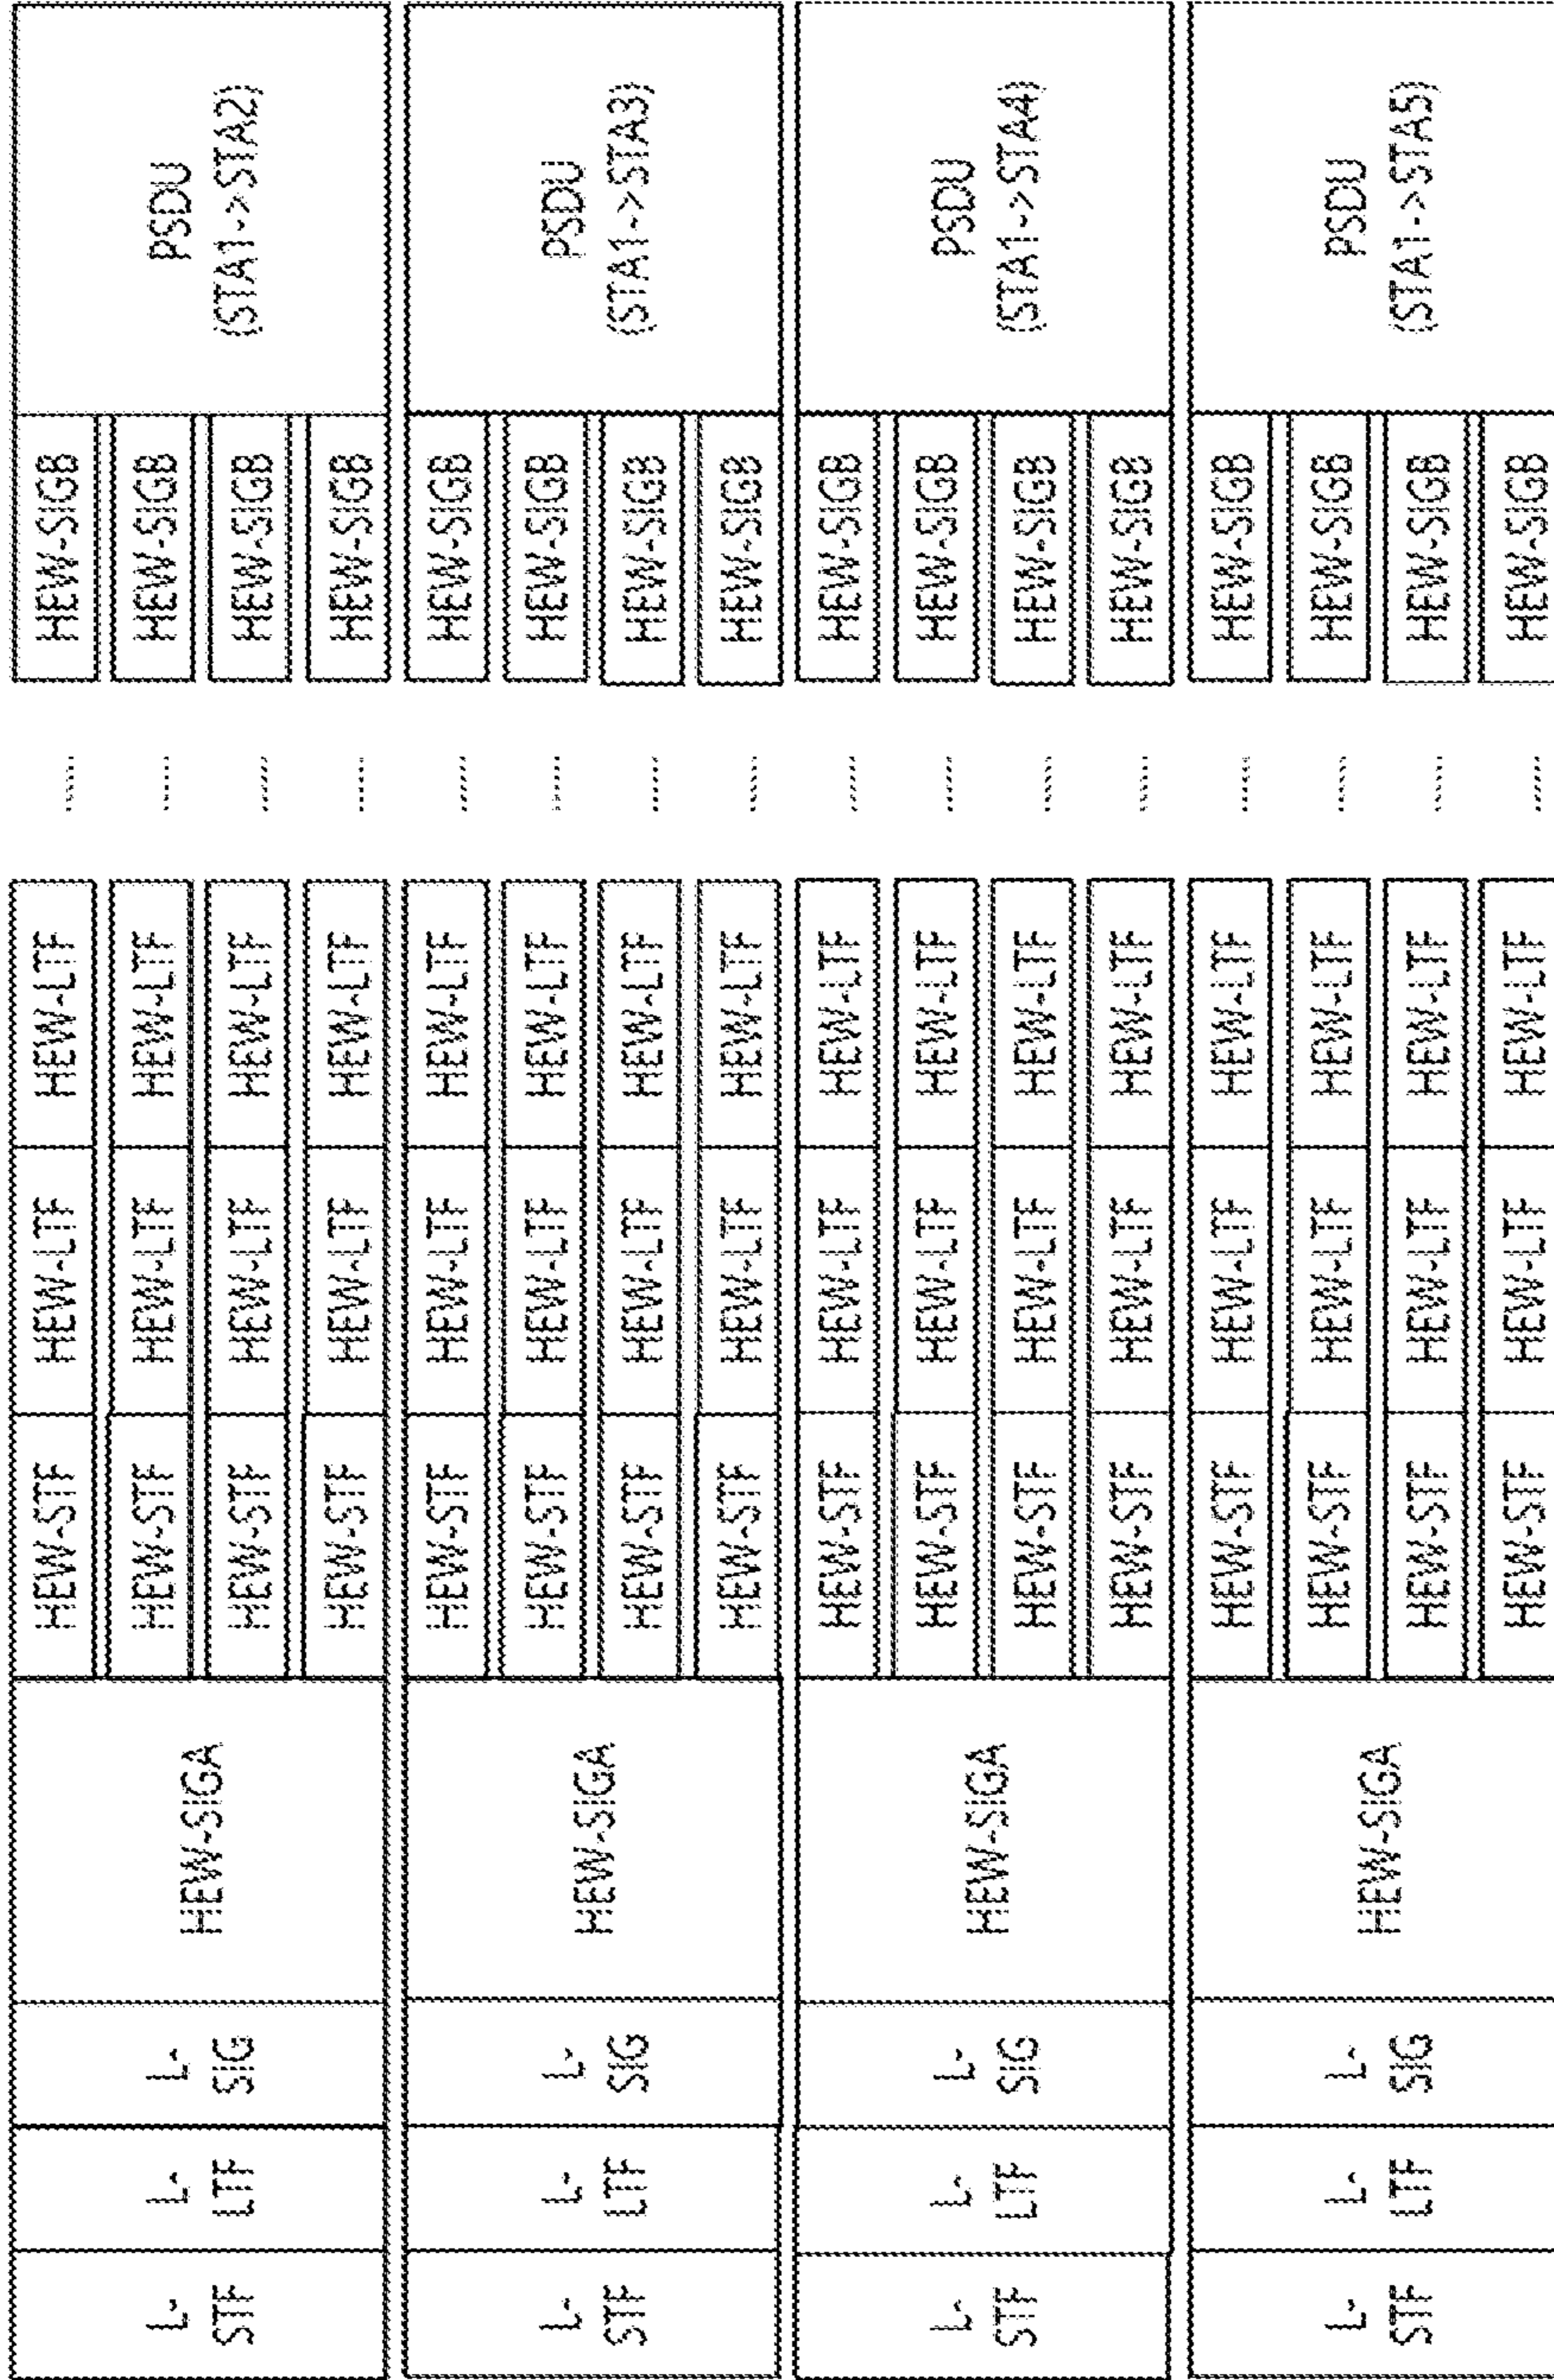 L-
STF
L-
LTF
L-
SIG
HEW-SIGA
HEW-STF HEW-LTF HEW-LTF ..... HEW-SIGB
HEW-STF HEW-LTF HEW-LTF ..... HEW-SIGB
HEW-STF HEW-LTF HEW-LTF ..... HEW-SIGB
HEW-STF HEW-LTF HEW-LTF ..... HEW-SIGB
PSDU
(STA1->STA2)
L-
STF
L-
LTF
L-
SIG
HEW-SIGA
HEW-STF HEW-LTF HEW-LTF ..... HEW-SIGB
HEW-STF HEW-LTF HEW-LTF ..... HEW-SIGB
HEW-STF HEW-LTF HEW-LTF ..... HEW-SIGB
HEW-STF HEW-LTF HEW-LTF ..... HEW-SIGB
PSDU
(STA1->STA3)
L-
STF
L-
LTF
L-
SIG
HEW-SIGA
HEW-STF HEW-LTF HEW-LTF ..... HEW-SIGB
HEW-STF HEW-LTF HEW-LTF ..... HEW-SIGB
HEW-STF HEW-LTF HEW-LTF ..... HEW-SIGB
HEW-STF HEW-LTF HEW-LTF ..... HEW-SIGB
PSDU
(STA1->STA4)
L-
STF
L-
LTF
L-
SIG
HEW-SIGA
HEW-STF HEW-LTF HEW-LTF ..... HEW-SIGB
HEW-STF HEW-LTF HEW-LTF ..... HEW-SIGB
HEW-STF HEW-LTF HEW-LTF ..... HEW-SIGB
HEW-STF HEW-LTF HEW-LTF ..... HEW-SIGB
PSDU
(STA1->STA5)